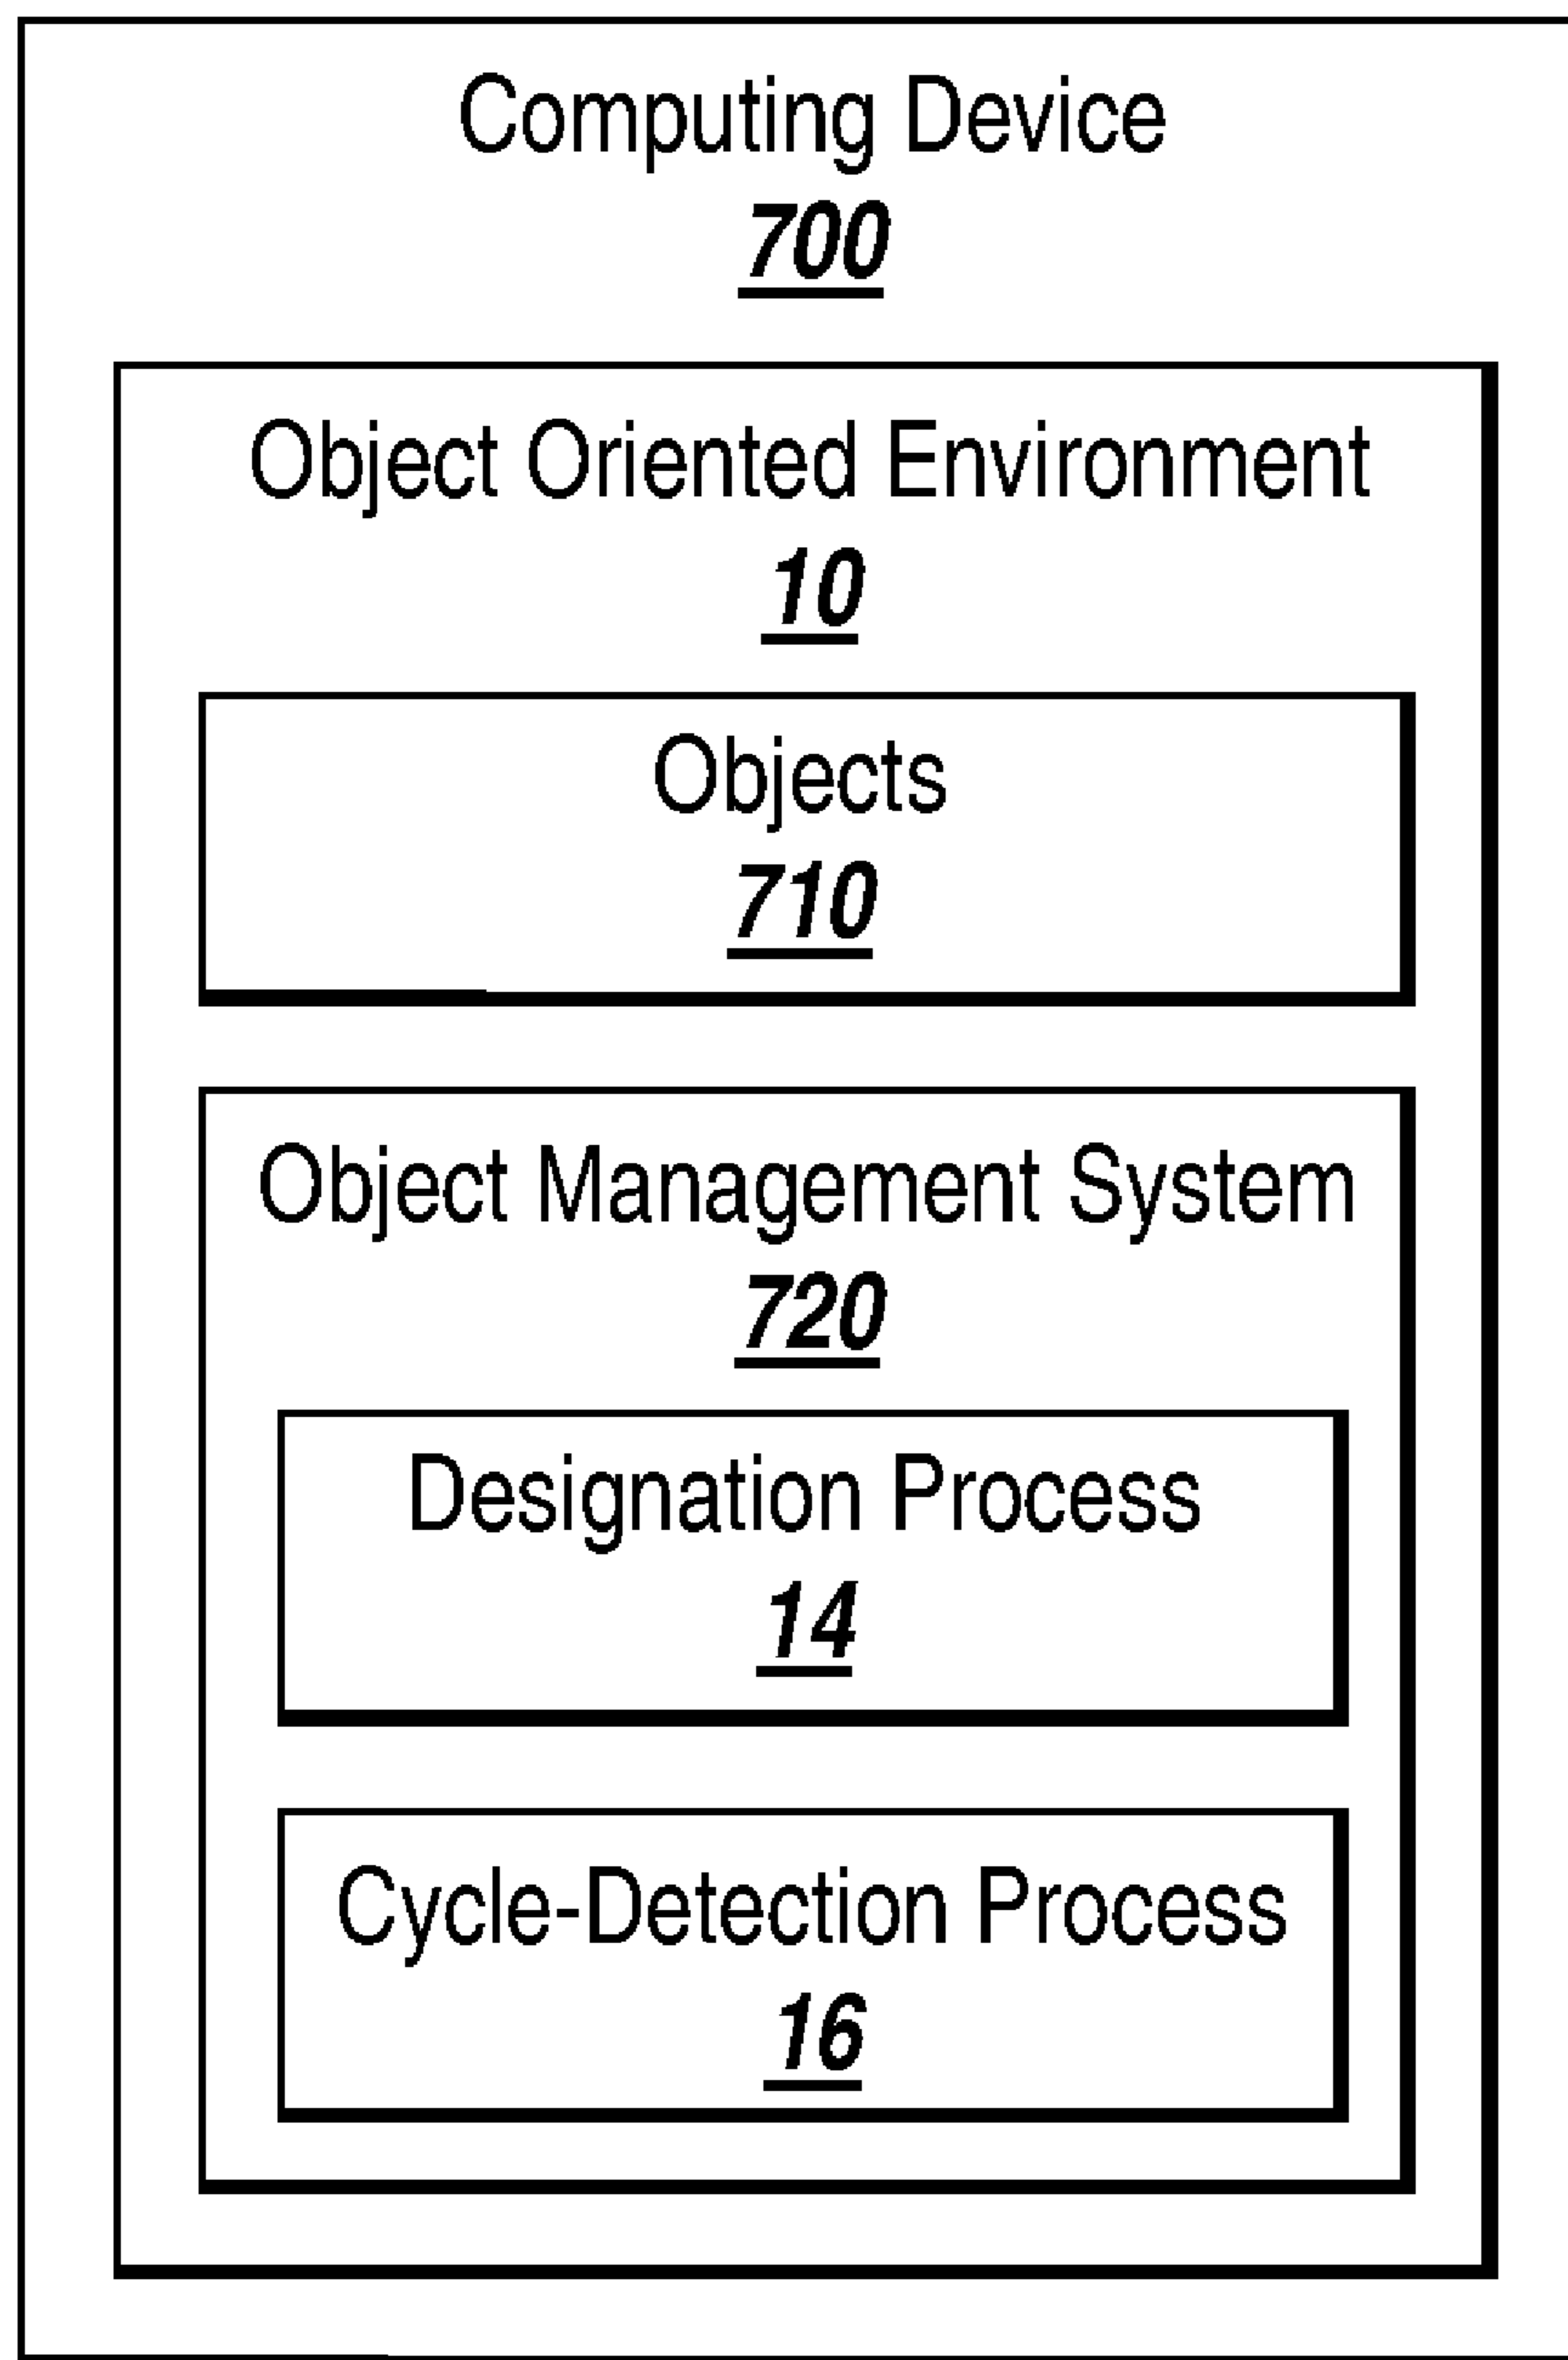 Computing Device
700
Object Oriented Environment
10
Objects
710
Object Management System
720
Designation Process
14
Cycle-Detection Process
16